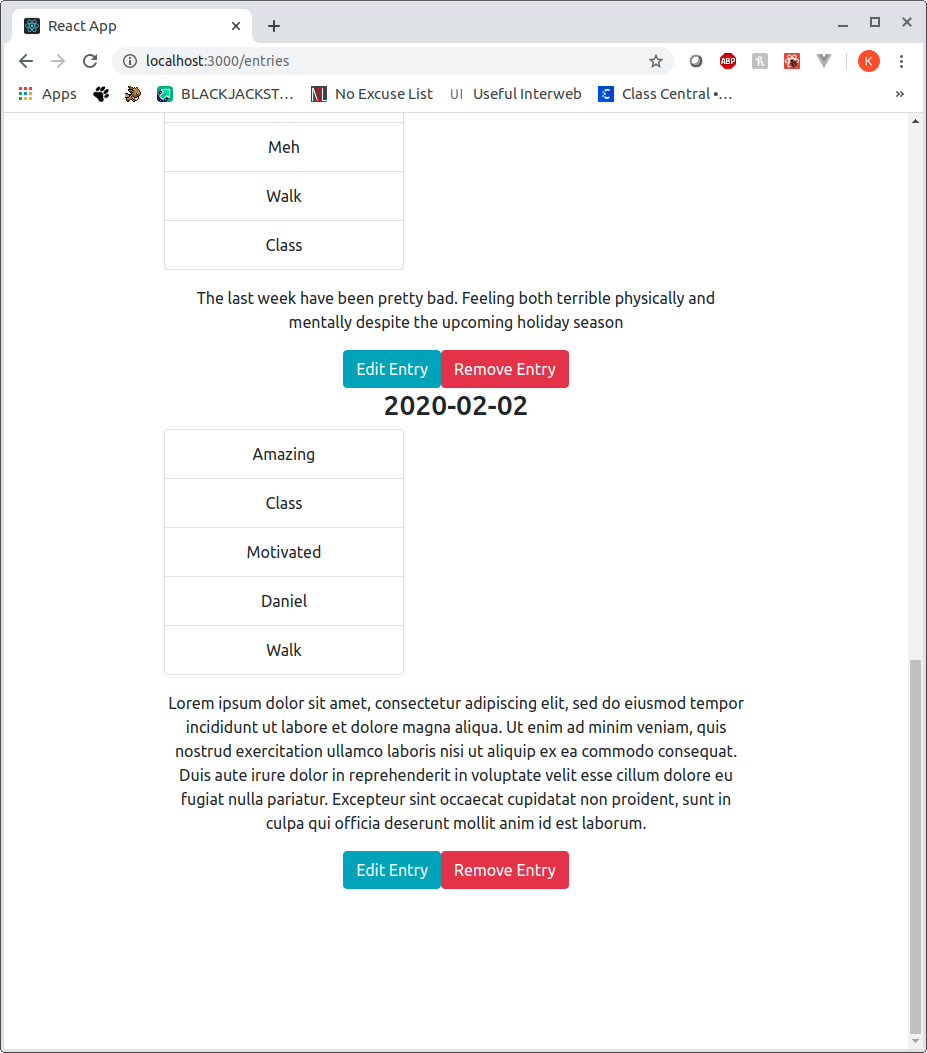 React App
localhost:3000/entries
ABP
K
Apps
BLACKJACKST...
No Excuse List
UI Useful Interweb
Class Central •...
»
Meh
Walk
Class
The last week have been pretty bad. Feeling both terrible physically and
mentally despite the upcoming holiday season
Edit Entry Remove Entry
2020-02-02
Amazing
Class
Motivated
Daniel
Walk
Lorem ipsum dolor sit amet, consectetur adipiscing elit, sed do eiusmod tempor
incididunt ut labore et dolore magna aliqua. Ut enim ad minim veniam, quis
nostrud exercitation ullamco laboris nisi ut aliquip ex ea commodo consequat.
Duis aute irure dolor in reprehenderit in voluptate velit esse cillum dolore eu
fugiat nulla pariatur. Excepteur sint occaecat cupidatat non proident, sunt in
culpa qui officia deserunt mollit anim id est laborum.
Edit Entry Remove Entry